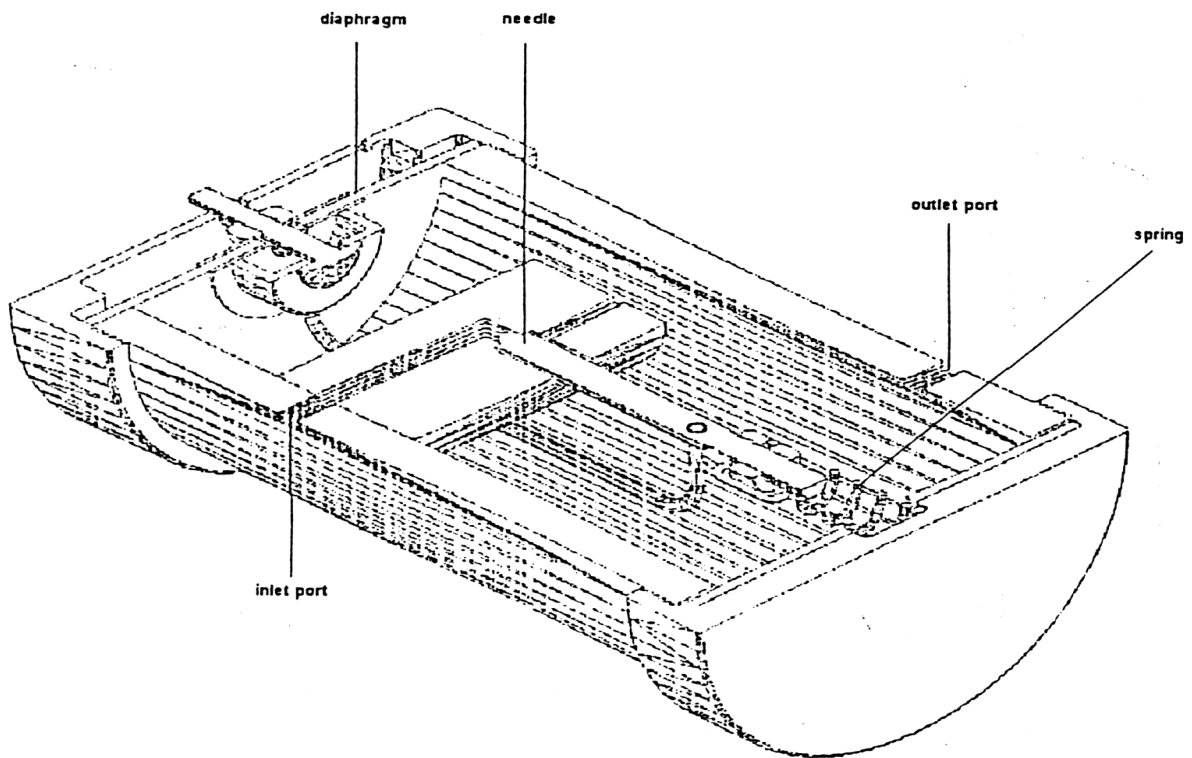 diaphragm
needle
outlet port
spring
inlet port